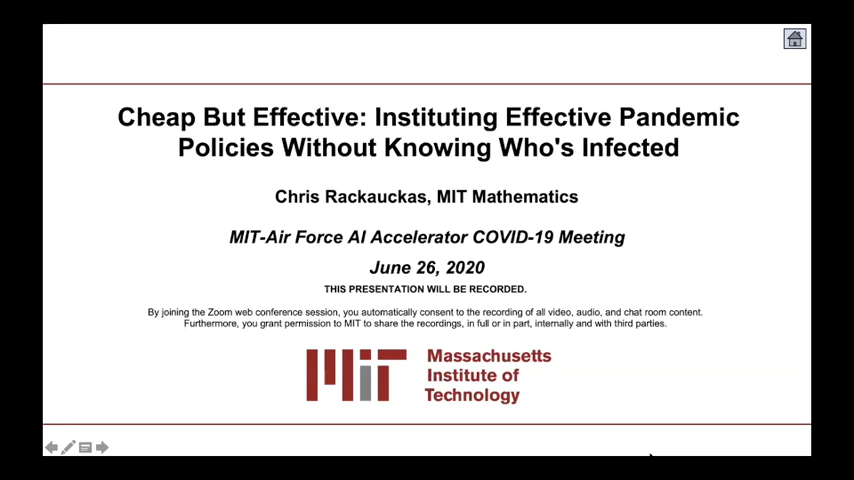 Cheap But Effective: Instituting Effective Pandemic
Policies Without Knowing Who's Infected
Chris Rackauckas, MIT Mathematics
MIT-Air Force AI Accelerator COVID-19 Meeting
June 26, 2020
THIS PRESENTATION WILL BE RECORDED.
By joining the Zoom web conference session, you automatically consent to the recording of all video, audio, and chat room content.
Furthermore, you grant permission to MIT to share the recordings, in full or in part, internally and with third parties.
MIT
Massachusetts
Institute of
Technology